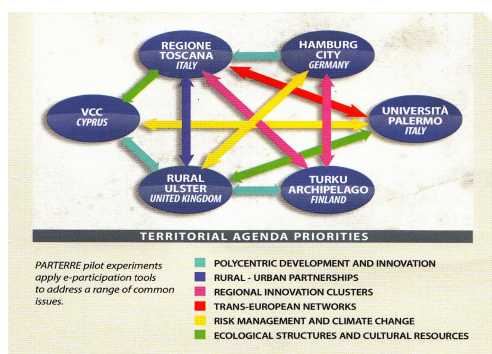 REGIONE
TOSCANA
ITALY
HAMBURG
CITY
GERMANY
VCC
CYPRUS
UNIVERSITÀ
PALERMO
ITALY
RURAL
ULSTER
UNITED KINGDOM
TURKU
ARCHIPELAGO
FINLAND
TERRITORIAL AGENDA PRIORITIES
PARTERRE pilot experiments
apply e-participation tools
to address a range of common
issues.
POLYCENTRIC DEVELOPMENT AND INNOVATION
RURAL - URBAN PARTNERSHIPS
REGIONAL INNOVATION CLUSTERS
TRANS-EUROPEAN NETWORKS
RISK MANAGEMENT AND CLIMATE CHANGE
ECOLOGICAL STRUCTURES AND CULTURAL RESOURCES